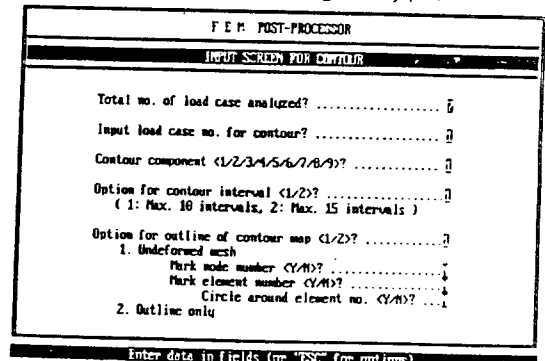 F E M POST-PROCESSOR
INPUT SCREEN FOR CONTOUR
Total no. of load case analyzed? ..................
Input load case no. for contour? ..................
Contour component <1/2/3/4/5/6/7/8/9>? ..............
Option for contour interval <1/2>? ................
( 1: Max. 10 intervals, 2: Max. 15 intervals )
Option for outline of contour map <1/2>? ............
1. Undeformed mesh
Mark node number <Y/N>? ................
Mark element number <Y/N>? ..............
Circle around element no. <Y/N>? ...
2. Outline only
Enter data in fields (or "ESC" for options)